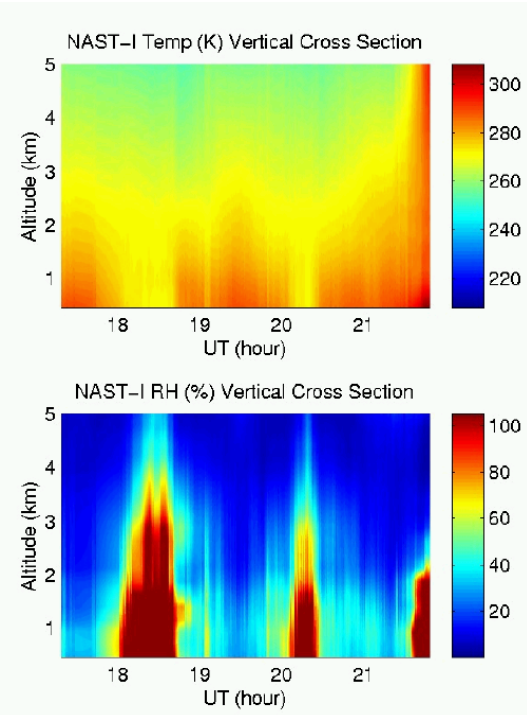 NAST-I Temp (K) Vertical Cross Section
5
4
3
2
1
Altitude (km)
18 19 20 21
UT (hour)
300
280
260
240
220
NAST-I RH (%) Vertical Cross Section
5
4
3
2
1
Altitude (km)
18 19 20 21
UT (hour)
100
80
60
40
20